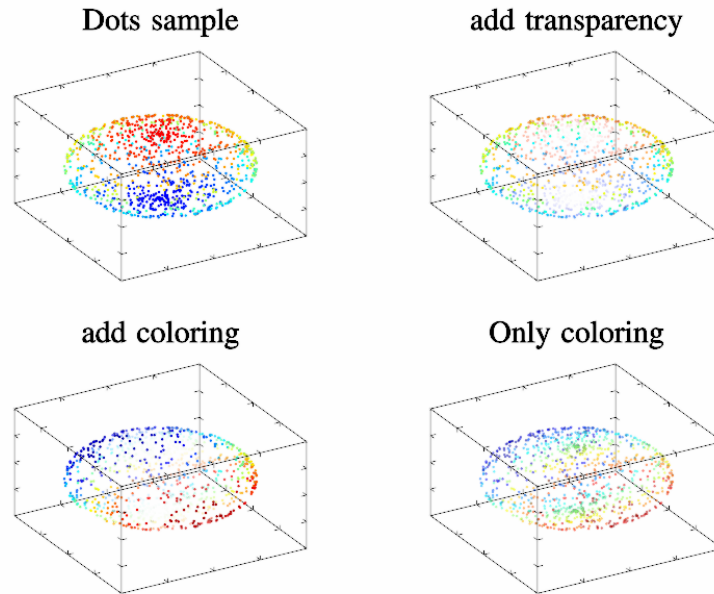 Dots sample
add transparency
add coloring
Only coloring